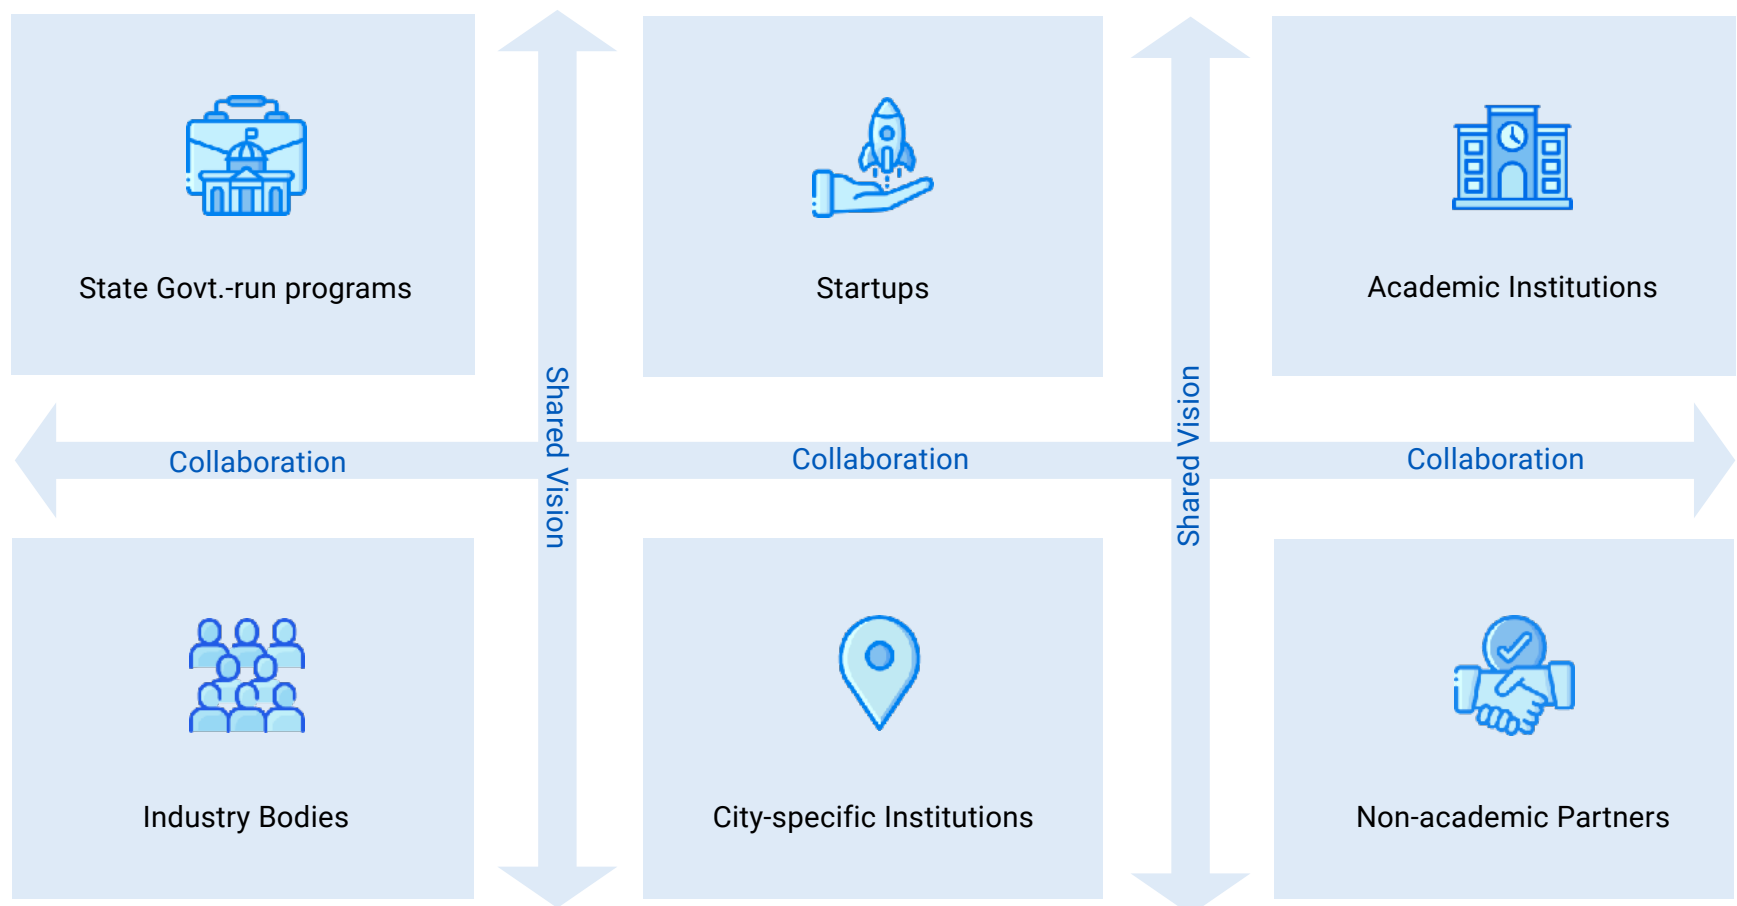 State Govt.-run programs
Startups
Academic Institutions
Shared Vision
Shared Vision
Collaboration
Collaboration
Collaboration
Industry Bodies
City-specific Institutions
Non-academic Partners